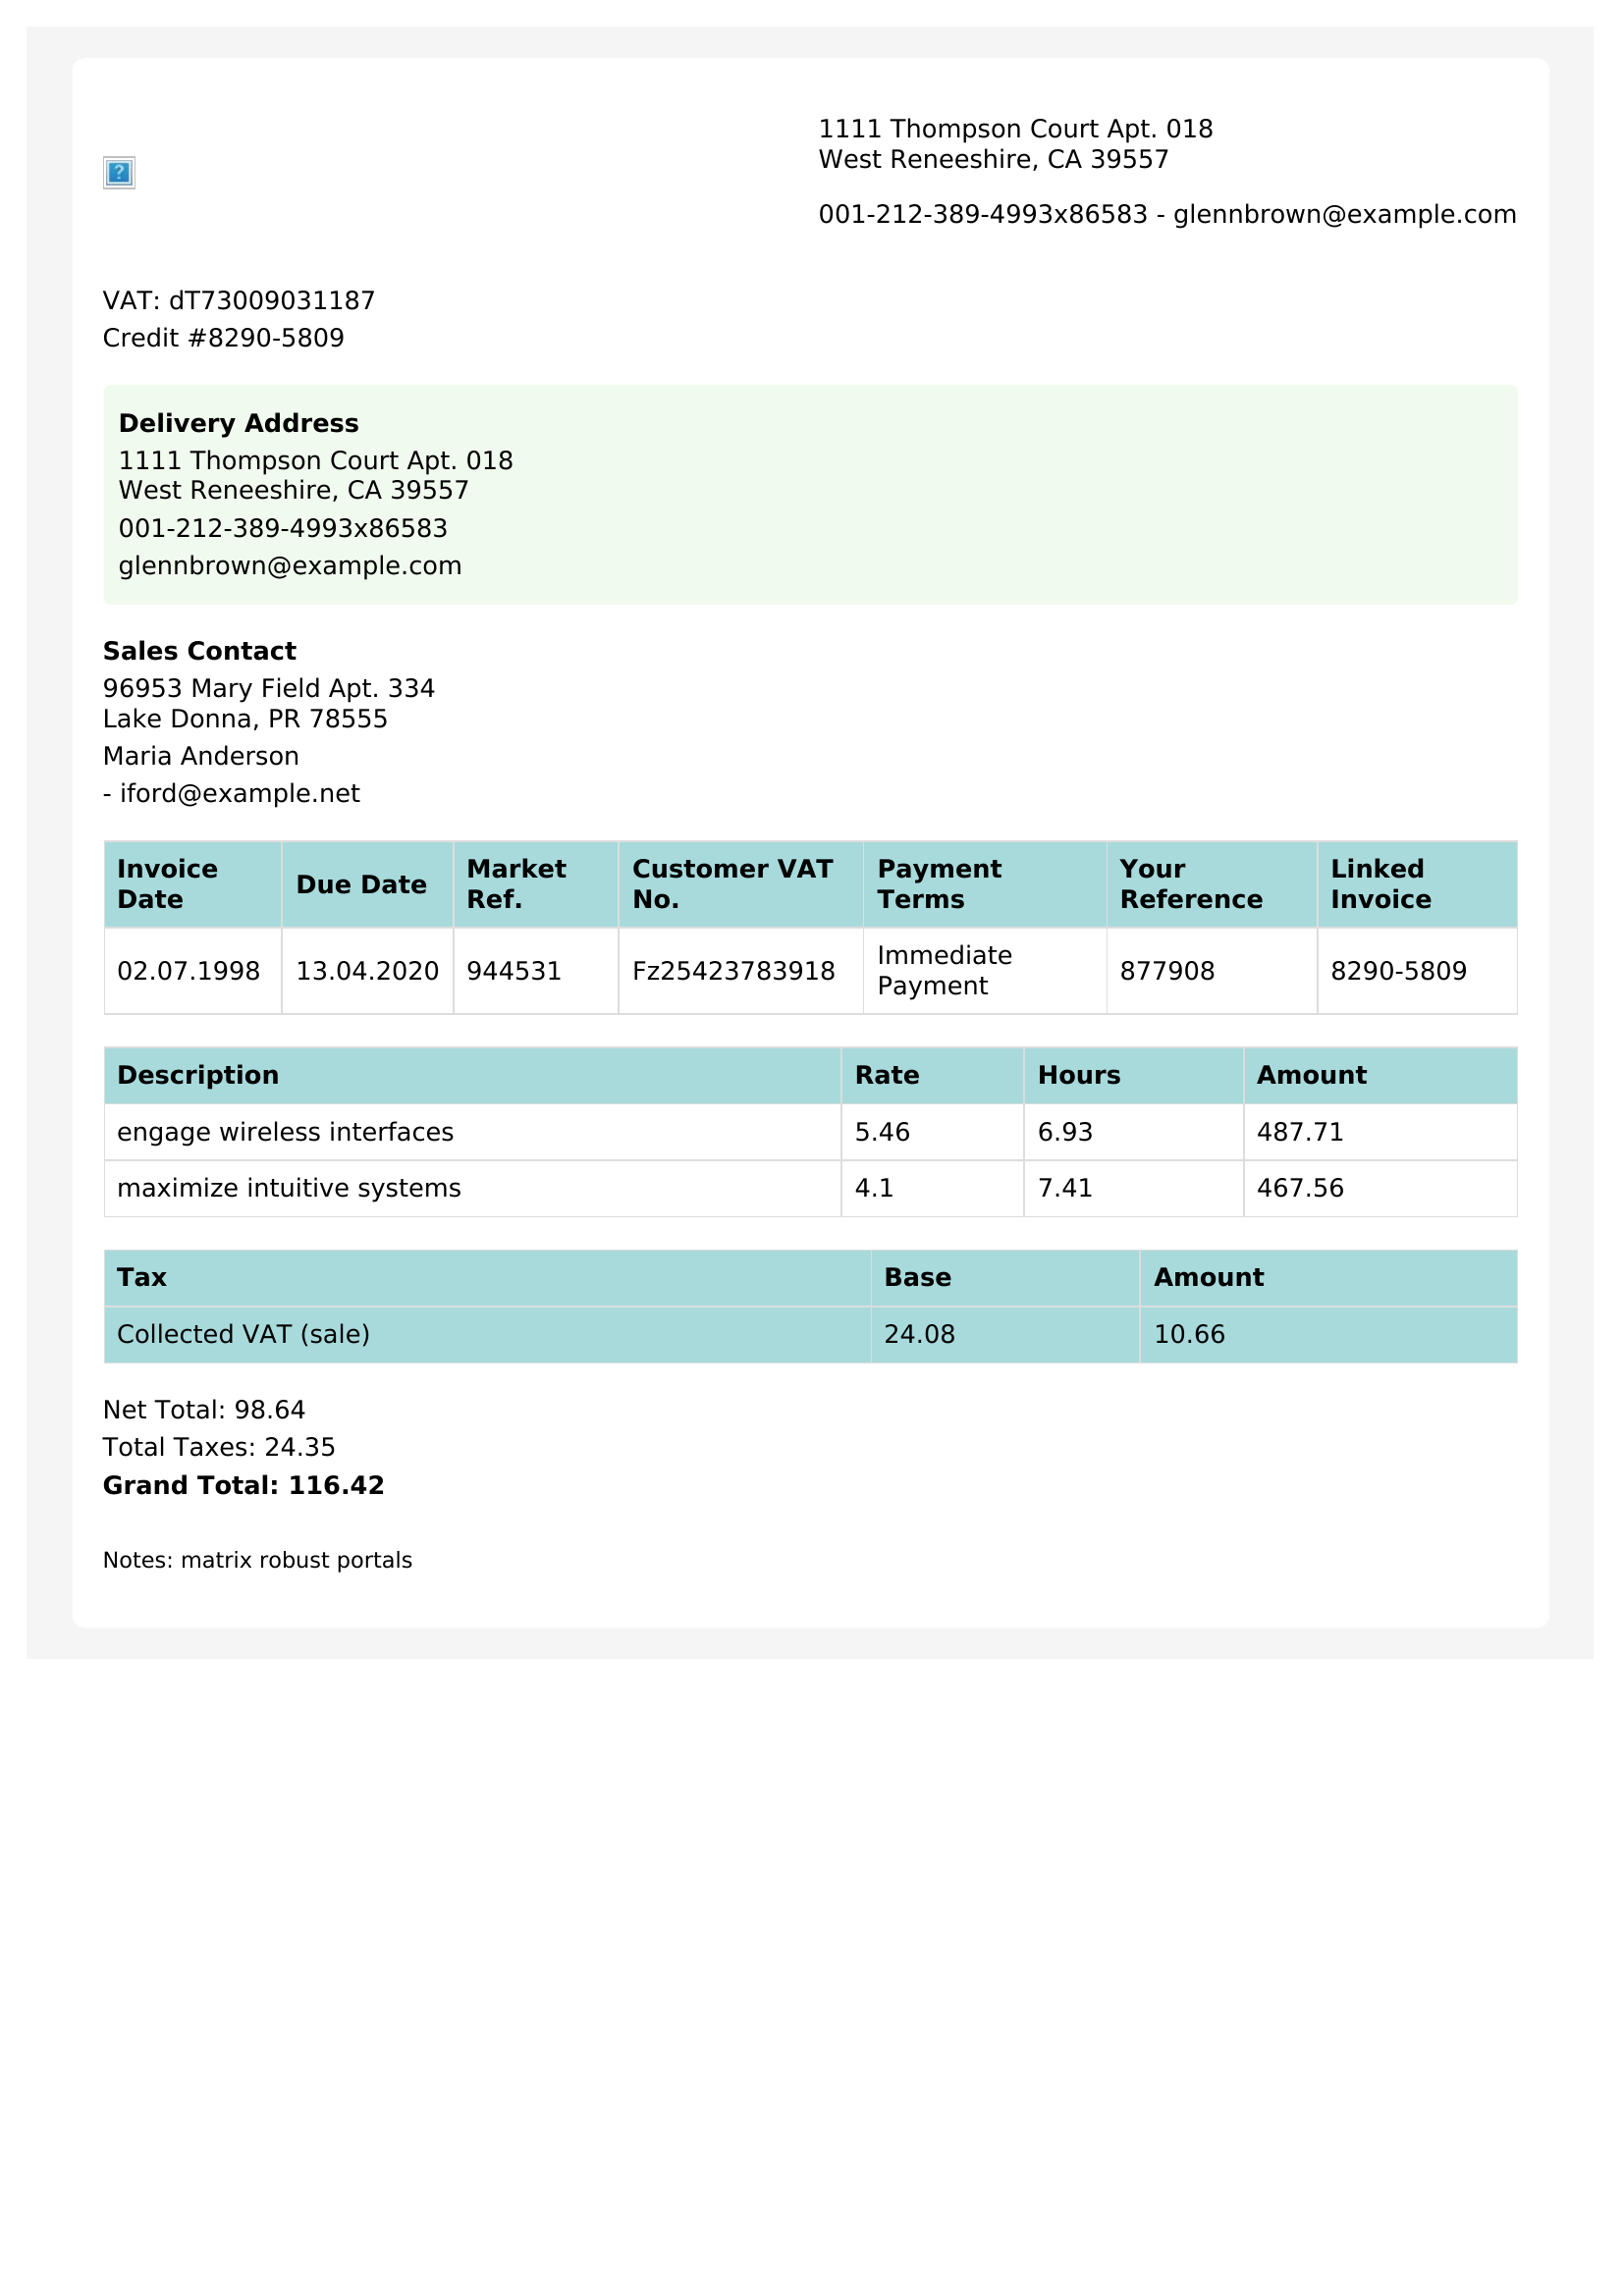 1111 Thompson Court Apt. 018
West Reneeshire, CA 39557
001-212-389-4993x86583 - glennbrown@example.com
VAT: dT73009031187
Credit #8290-5809
Delivery Address
1111 Thompson Court Apt. 018
West Reneeshire, CA 39557
001-212-389-4993x86583
glennbrown@example.com
Sales Contact
96953 Mary Field Apt. 334
Lake Donna, PR 78555
Maria Anderson
- iford@example.net
Invoice Date Due Date Market Ref. Customer VAT No. Payment Terms Your Reference Linked Invoice
02.07.1998 13.04.2020 944531 Fz25423783918 Immediate Payment 877908 8290-5809
Description Rate Hours Amount
engage wireless interfaces 5.46 6.93 487.71
maximize intuitive systems 4.1 7.41 467.56
Tax Base Amount
Collected VAT (sale) 24.08 10.66
Net Total: 98.64
Total Taxes: 24.35
Grand Total: 116.42
Notes: matrix robust portals